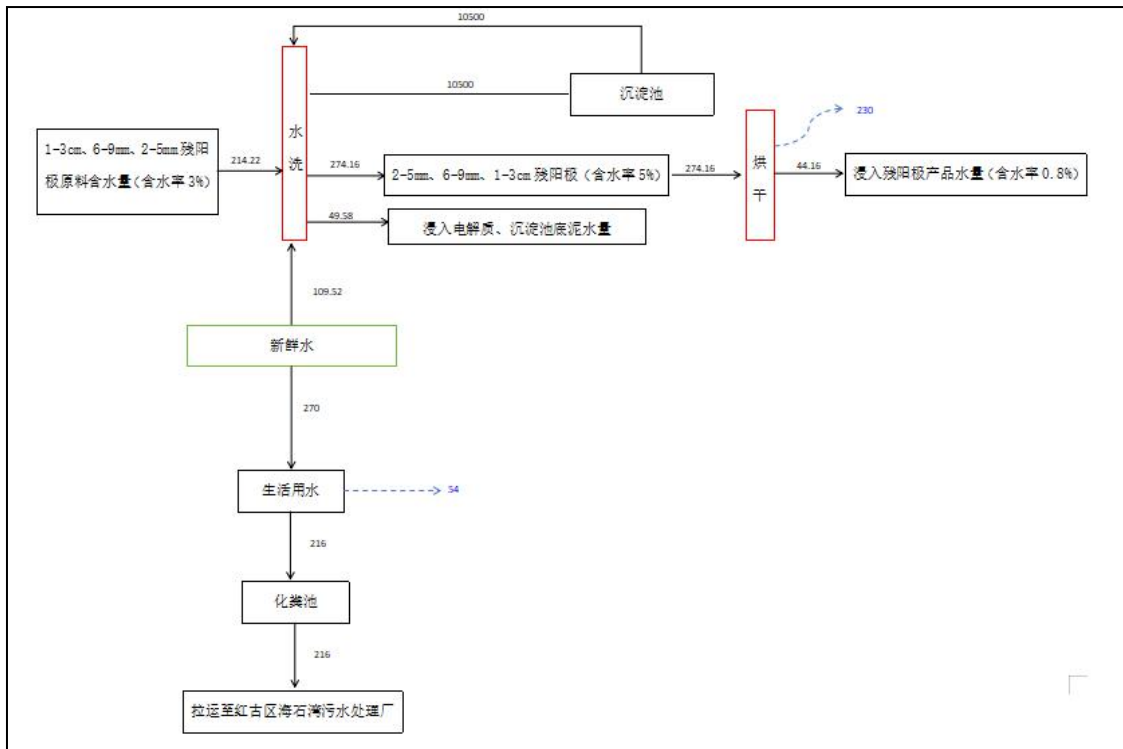 10500
10500
沉淀池
水洗
烘干
230
1-3cm、6-9mm、2-5mm残阳
极原料含水量(含水率3%)
214.22
274.16
2-5mm、6-9mm、1-3cm残阳极（含水率5%）
274.16
44.16
浸入残阳极产品水量(含水率0.8%)
49.58
浸入电解质、沉淀池底泥水量
109.52
新鲜水
270
生活用水
54
216
化粪池
216
拉运至红古区海石湾污水处理厂